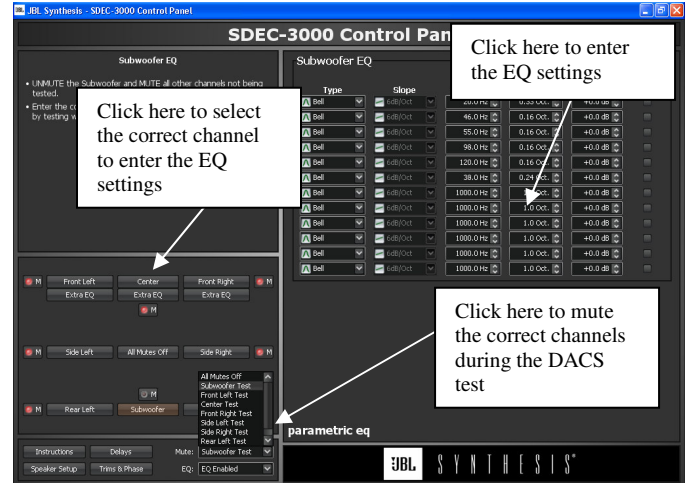 JBL Synthesis - SDEC-3000 Control Panel
SDEC-3000 Control Pan
Subwoofer EQ
• UNMUTE the Subwoofer and MUTE all other channels not being
tested.
• Enter the co
by testing w
Click here to select
the correct channel
to enter the EQ
settings
Subwoofer EQ
Click here to enter
the EQ settings
Type Slope
Bell 6dB/Oct 20.0 Hz 0.33 Oct. +0.0 dB
Bell 6dB/Oct 46.0 Hz 0.16 Oct. +0.0 dB
Bell 6dB/Oct 55.0 Hz 0.16 Oct. +0.0 dB
Bell 6dB/Oct 98.0 Hz 0.16 Oct. +0.0 dB
Bell 6dB/Oct 120.0 Hz 0.16 Oct. +0.0 dB
Bell 6dB/Oct 38.0 Hz 0.24 Oct. +0.0 dB
Bell 6dB/Oct 1000.0 Hz Oct. +0.0 dB
Bell 6dB/Oct 1000.0 Hz 1.0 Oct. +0.0 dB
Bell 6dB/Oct 1000.0 Hz 1.0 Oct. +0.0 dB
Bell 6dB/Oct 1000.0 Hz 1.0 Oct. +0.0 dB
Bell 6dB/Oct 1000.0 Hz 1.0 Oct. +0.0 dB
Bell 6dB/Oct 1000.0 Hz 1.0 Oct. +0.0 dB
M Front Left Center Front Right M
Extra EQ Extra EQ Extra EQ
M
M Side Left All Mutes Off Side Right M
M
M Rear Left Subwoofer
All Mutes Off
Subwoofer Test
Front Left Test
Center Test
Front Right Test
Side Left Test
Side Right Test
Rear Left Test
Click here to mute
the correct channels
during the DACS
test
parametric eq
Instructions Delays Mute: Subwoofer Test
Speaker Setup Trims & Phase EQ: EQ Enabled
JBL SYNTHESIS®